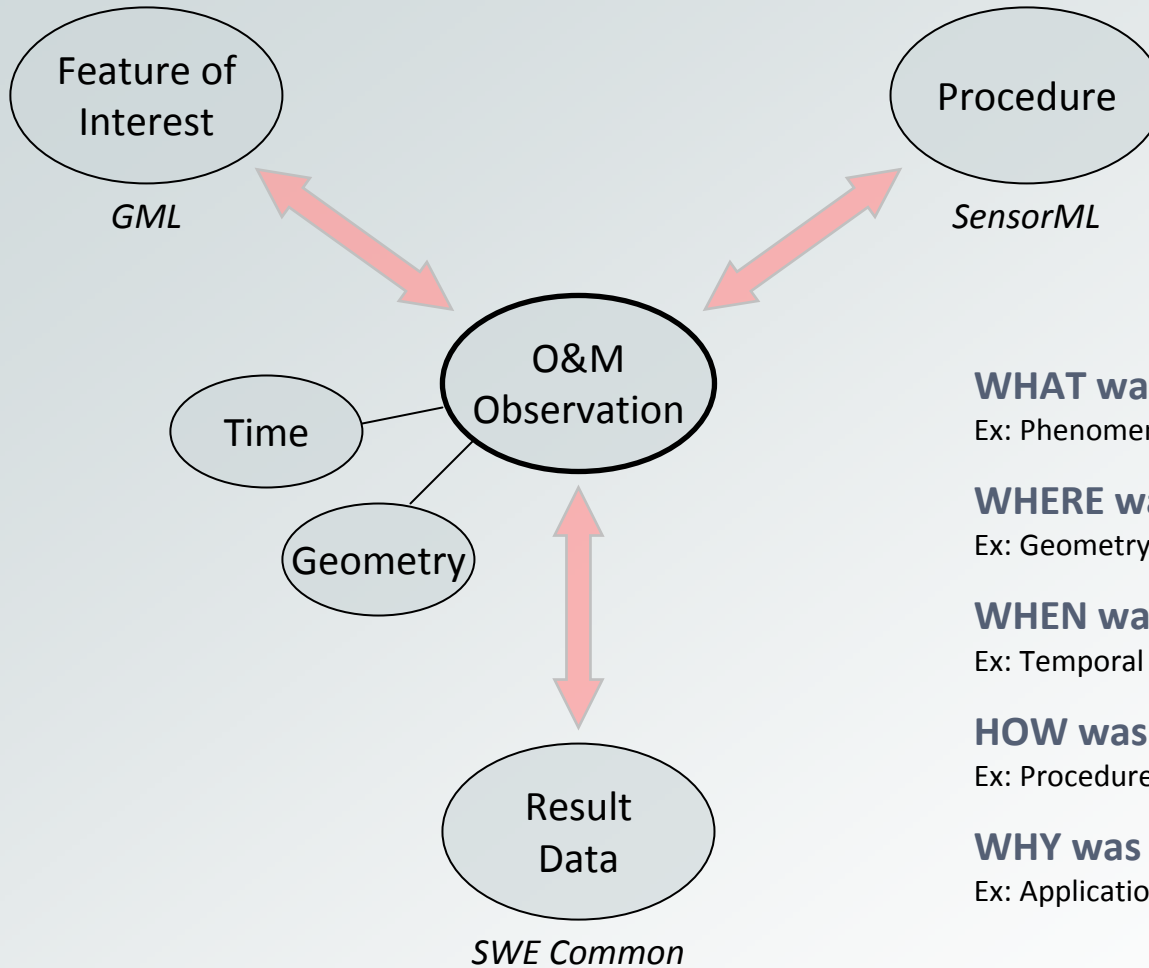 Feature of
Interest
GML
Procedure
SensorML
O&M
Observation
Time
Geometry
Result
Data
SWE Common
WHAT wa
Ex: Phenomen
WHERE wa
Ex: Geometry
WHEN wa
Ex: Temporal
HOW was
Ex: Procedure
WHY was
Ex: Applicatio